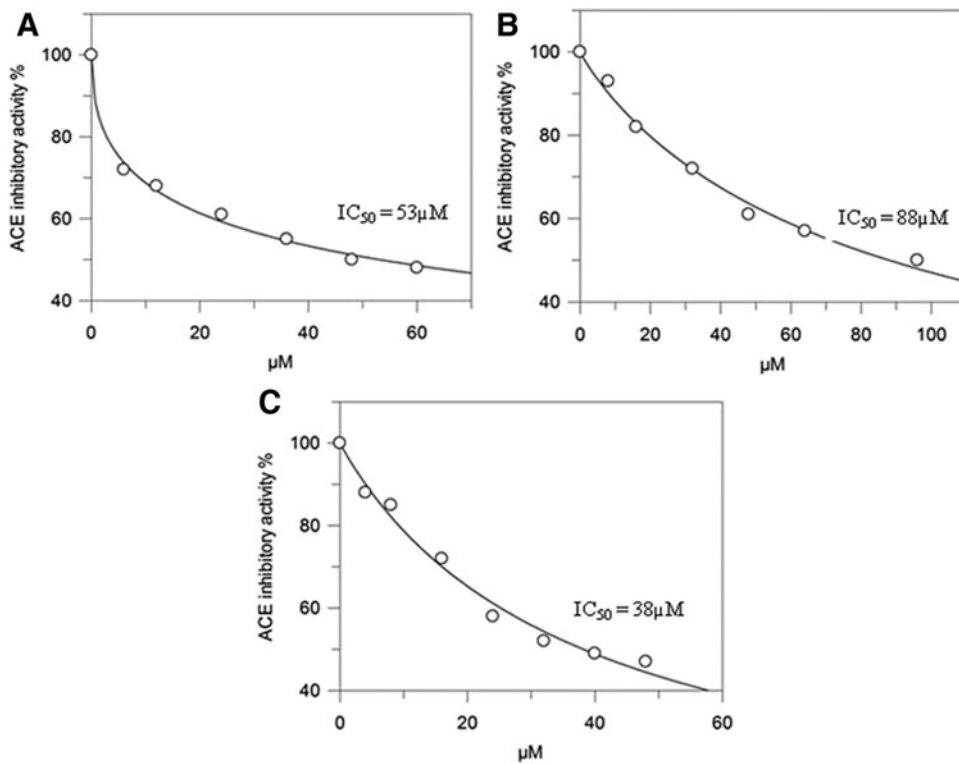 A
ACE inhibitory activity %
100
80
60
40
IC₅₀ = 53µM
0 20 40 60
µM
B
ACE inhibitory activity %
100
80
60
40
IC₅₀ = 88µM
0 20 40 60 80 100
µM
C
ACE inhibitory activity %
100
80
60
40
IC₅₀ = 38µM
0 20 40 60
µM